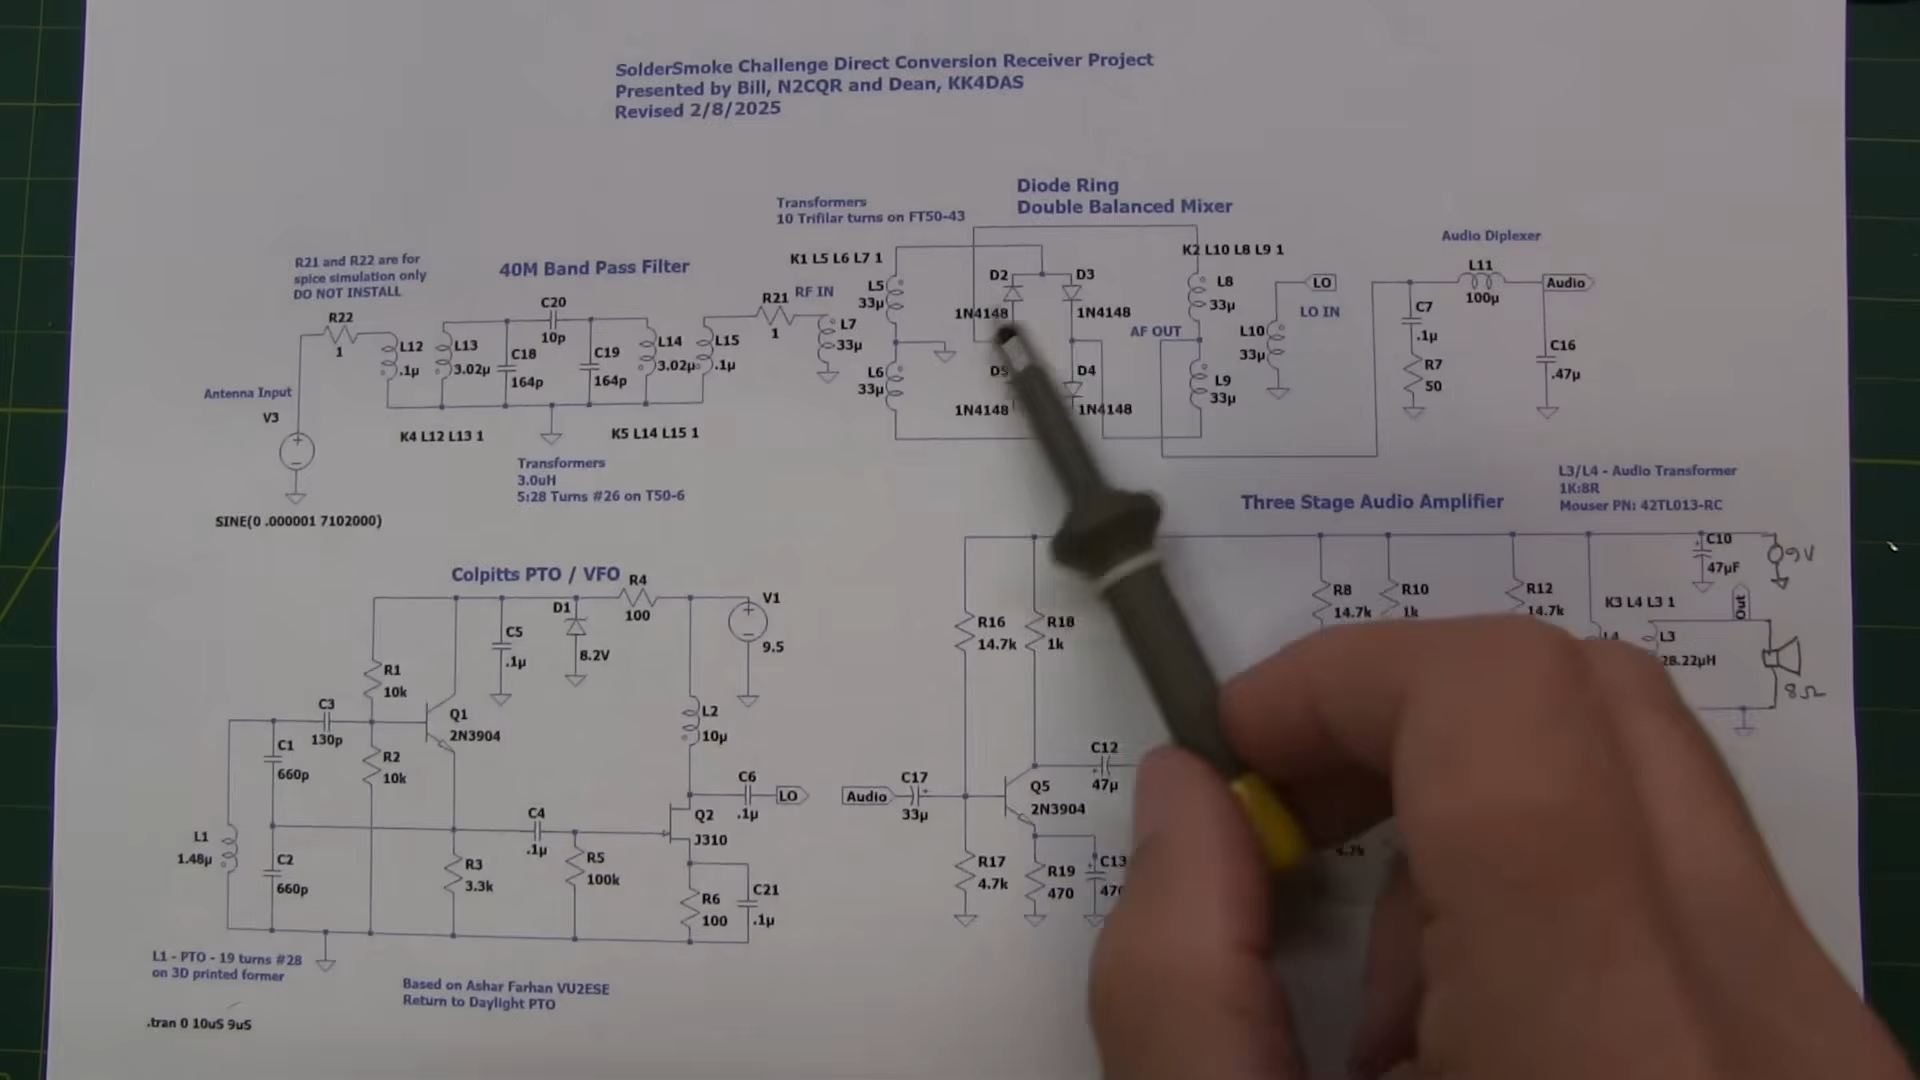 SolderSmoke Challenge Direct Conversion Receiver Project
Presented by Bill, N2CQR and Dean, KK4DAS
Revised 2/8/2025
Diode Ring
Double Balanced Mixer
Transformers
10 Trifilar turns on FT50-43
Audio Diplexer
R21 and R22 are for
spice simulation only
DO NOT INSTALL
40M Band Pass Filter
K1 L5 L6 L7 1
K2 L10 L8 L9 1
R22
1
L12
.1µ
L13
3.02µ
C20
10p
C18
164p
C19
164p
L14
3.02µ
L15
.1µ
R21
1
RF IN
L7
33µ
L5
33µ
L6
33µ
D2
1N4148
D3
1N4148
D5
1N4148
D4
1N4148
AF OUT
L8
33µ
L9
33µ
L10
33µ
LO
LO IN
L11
100µ
Audio
C7
.1µ
R7
50
C16
.47µ
Antenna Input
V3
K4 L12 L13 1
K5 L14 L15 1
Transformers
3.0uH
5:28 Turns #26 on T50-6
SINE(0 .000001 7102000)
Three Stage Audio Amplifier
L3/L4 - Audio Transformer
1K:8R
Mouser PN: 42TL013-RC
Colpitts PTO / VFO
R4
100
V1
9.5
D1
8.2V
C5
.1µ
R1
10k
R2
10k
C3
130p
C1
660p
C2
660p
L1
1.48µ
Q1
2N3904
R3
3.3k
C4
.1µ
R5
100k
L2
10µ
Q2
J310
C6
.1µ
LO
R6
100
C21
.1µ
L1 - PTO - 19 turns #28
on 3D printed former
Based on Ashar Farhan VU2ESE
Return to Daylight PTO
.tran 0 10uS 9uS
R16
14.7k
R18
1k
Audio
C17
33µ
Q5
2N3904
C12
47µ
R17
4.7k
R19
470
C13
R8
14.7k
R10
1k
R12
14.7k
C10
47µF
9V
K3 L4 L3 1
Out
L4
L3
28.22µH
8Ω
4.7k